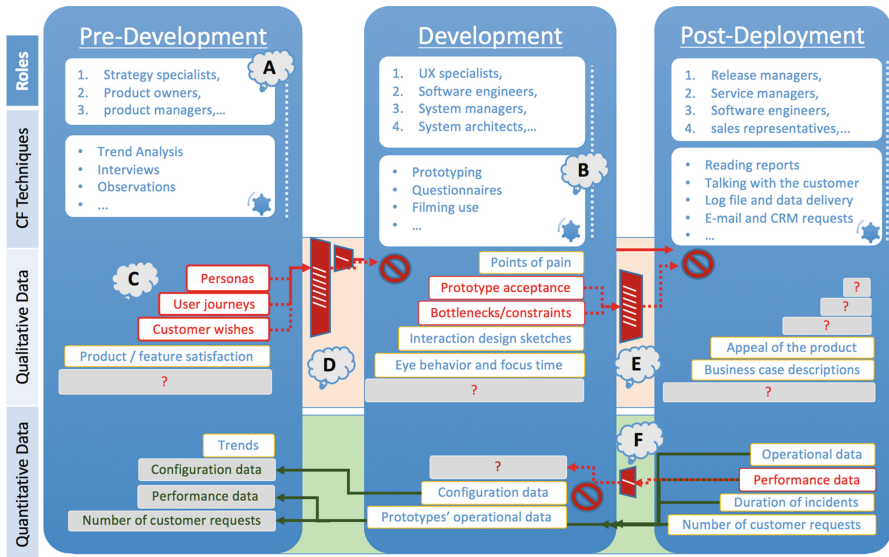 Pre-Development
Development
Post-Deployment
Roles
A
1. Strategy specialists,
2. Product owners,
3. product managers,...
1. UX specialists,
2. Software engineers,
3. System managers,
4. System architects,...
1. Release managers,
2. Service managers,
3. Software engineers,
4. sales representatives,...
CF Techniques
• Trend Analysis
• Interviews
• Observations
• ...
B
• Prototyping
• Questionnaires
• Filming use
• ...
• Reading reports
• Talking with the customer
• Log file and data delivery
• E-mail and CRM requests
• ...
Qualitative Data
C
Personas
User journeys
Customer wishes
Product / feature satisfaction
?
D
Points of pain
Prototype acceptance
Bottlenecks/constraints
Interaction design sketches
Eye behavior and focus time
?
E
?
?
?
Appeal of the product
Business case descriptions
?
Quantitative Data
Trends
Configuration data
Performance data
Number of customer requests
?
Configuration data
Prototypes' operational data
F
Operational data
Performance data
Duration of incidents
Number of customer requests